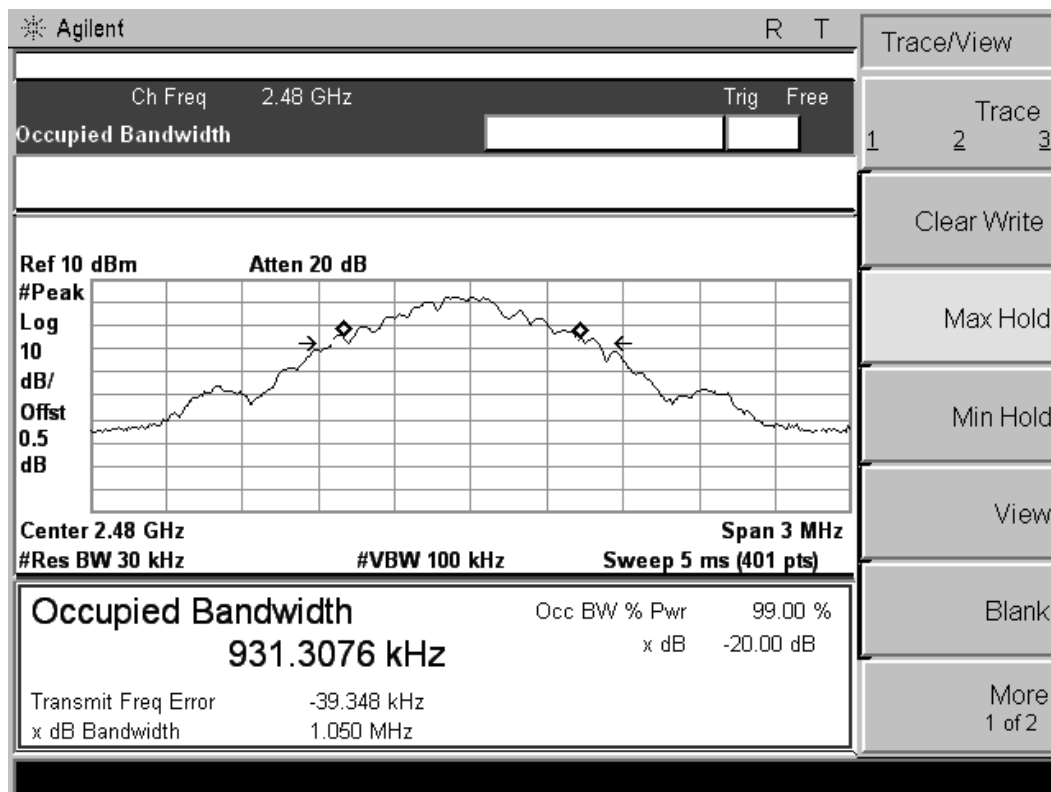 Agilent R T
Trace/View
Ch Freq 2.48 GHz Trig Free
Occupied Bandwidth
Trace
1 2 3
Clear Write
Max Hold
Min Hold
View
Blank
More
1 of 2
Ref 10 dBm Atten 20 dB
#Peak
Log
10
dB/
Offst
0.5
dB
Center 2.48 GHz Span 3 MHz
#Res BW 30 kHz #VBW 100 kHz Sweep 5 ms (401 pts)
Occupied Bandwidth Occ BW % Pwr 99.00 %
931.3076 kHz x dB -20.00 dB
Transmit Freq Error -39.348 kHz
x dB Bandwidth 1.050 MHz